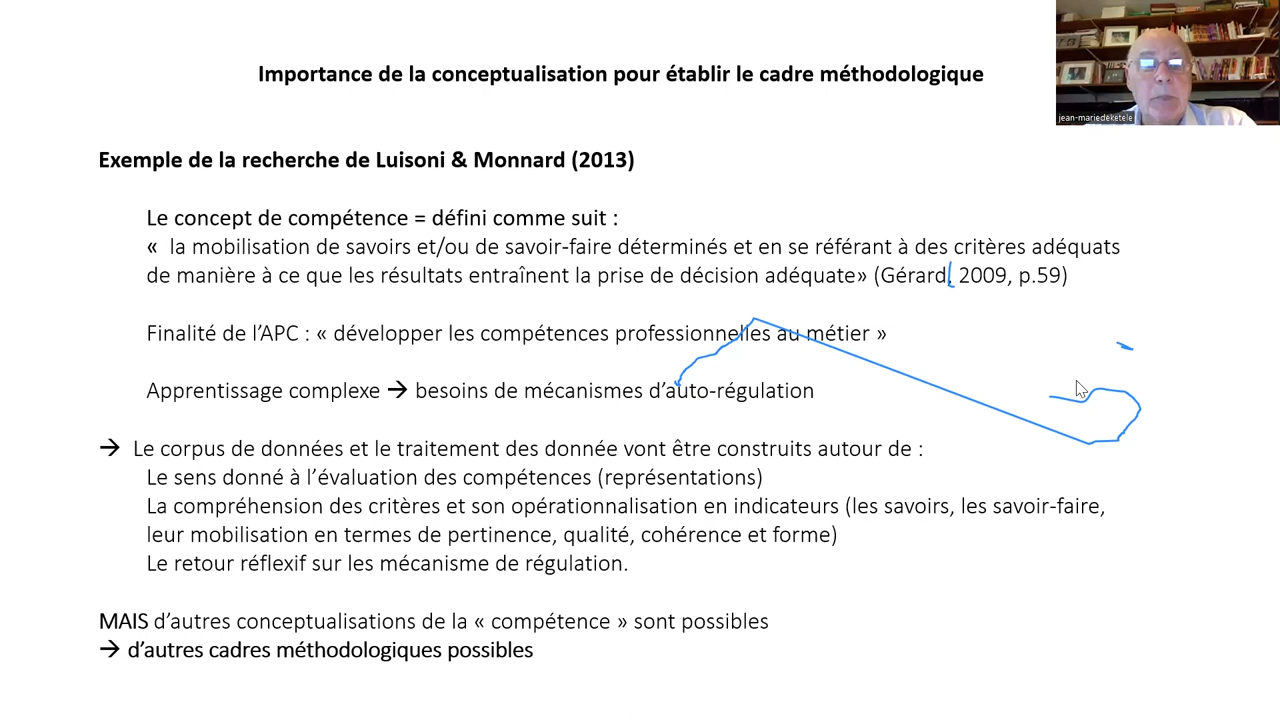 Importance de la conceptualisation pour établir le cadre méthodologique
jean-mariedeketele
Exemple de la recherche de Luisoni & Monnard (2013)
Le concept de compétence = défini comme suit :
«  la mobilisation de savoirs et/ou de savoir-faire déterminés et en se référant à des critères adéquats
de manière à ce que les résultats entraînent la prise de décision adéquate» (Gérard, 2009, p.59)
Finalité de l’APC : « développer les compétences professionnelles au métier »
Apprentissage complexe → besoins de mécanismes d’auto-régulation
→ Le corpus de données et le traitement des donnée vont être construits autour de :
Le sens donné à l’évaluation des compétences (représentations)
La compréhension des critères et son opérationnalisation en indicateurs (les savoirs, les savoir-faire,
leur mobilisation en termes de pertinence, qualité, cohérence et forme)
Le retour réflexif sur les mécanisme de régulation.
MAIS d’autres conceptualisations de la « compétence » sont possibles
→ d’autres cadres méthodologiques possibles